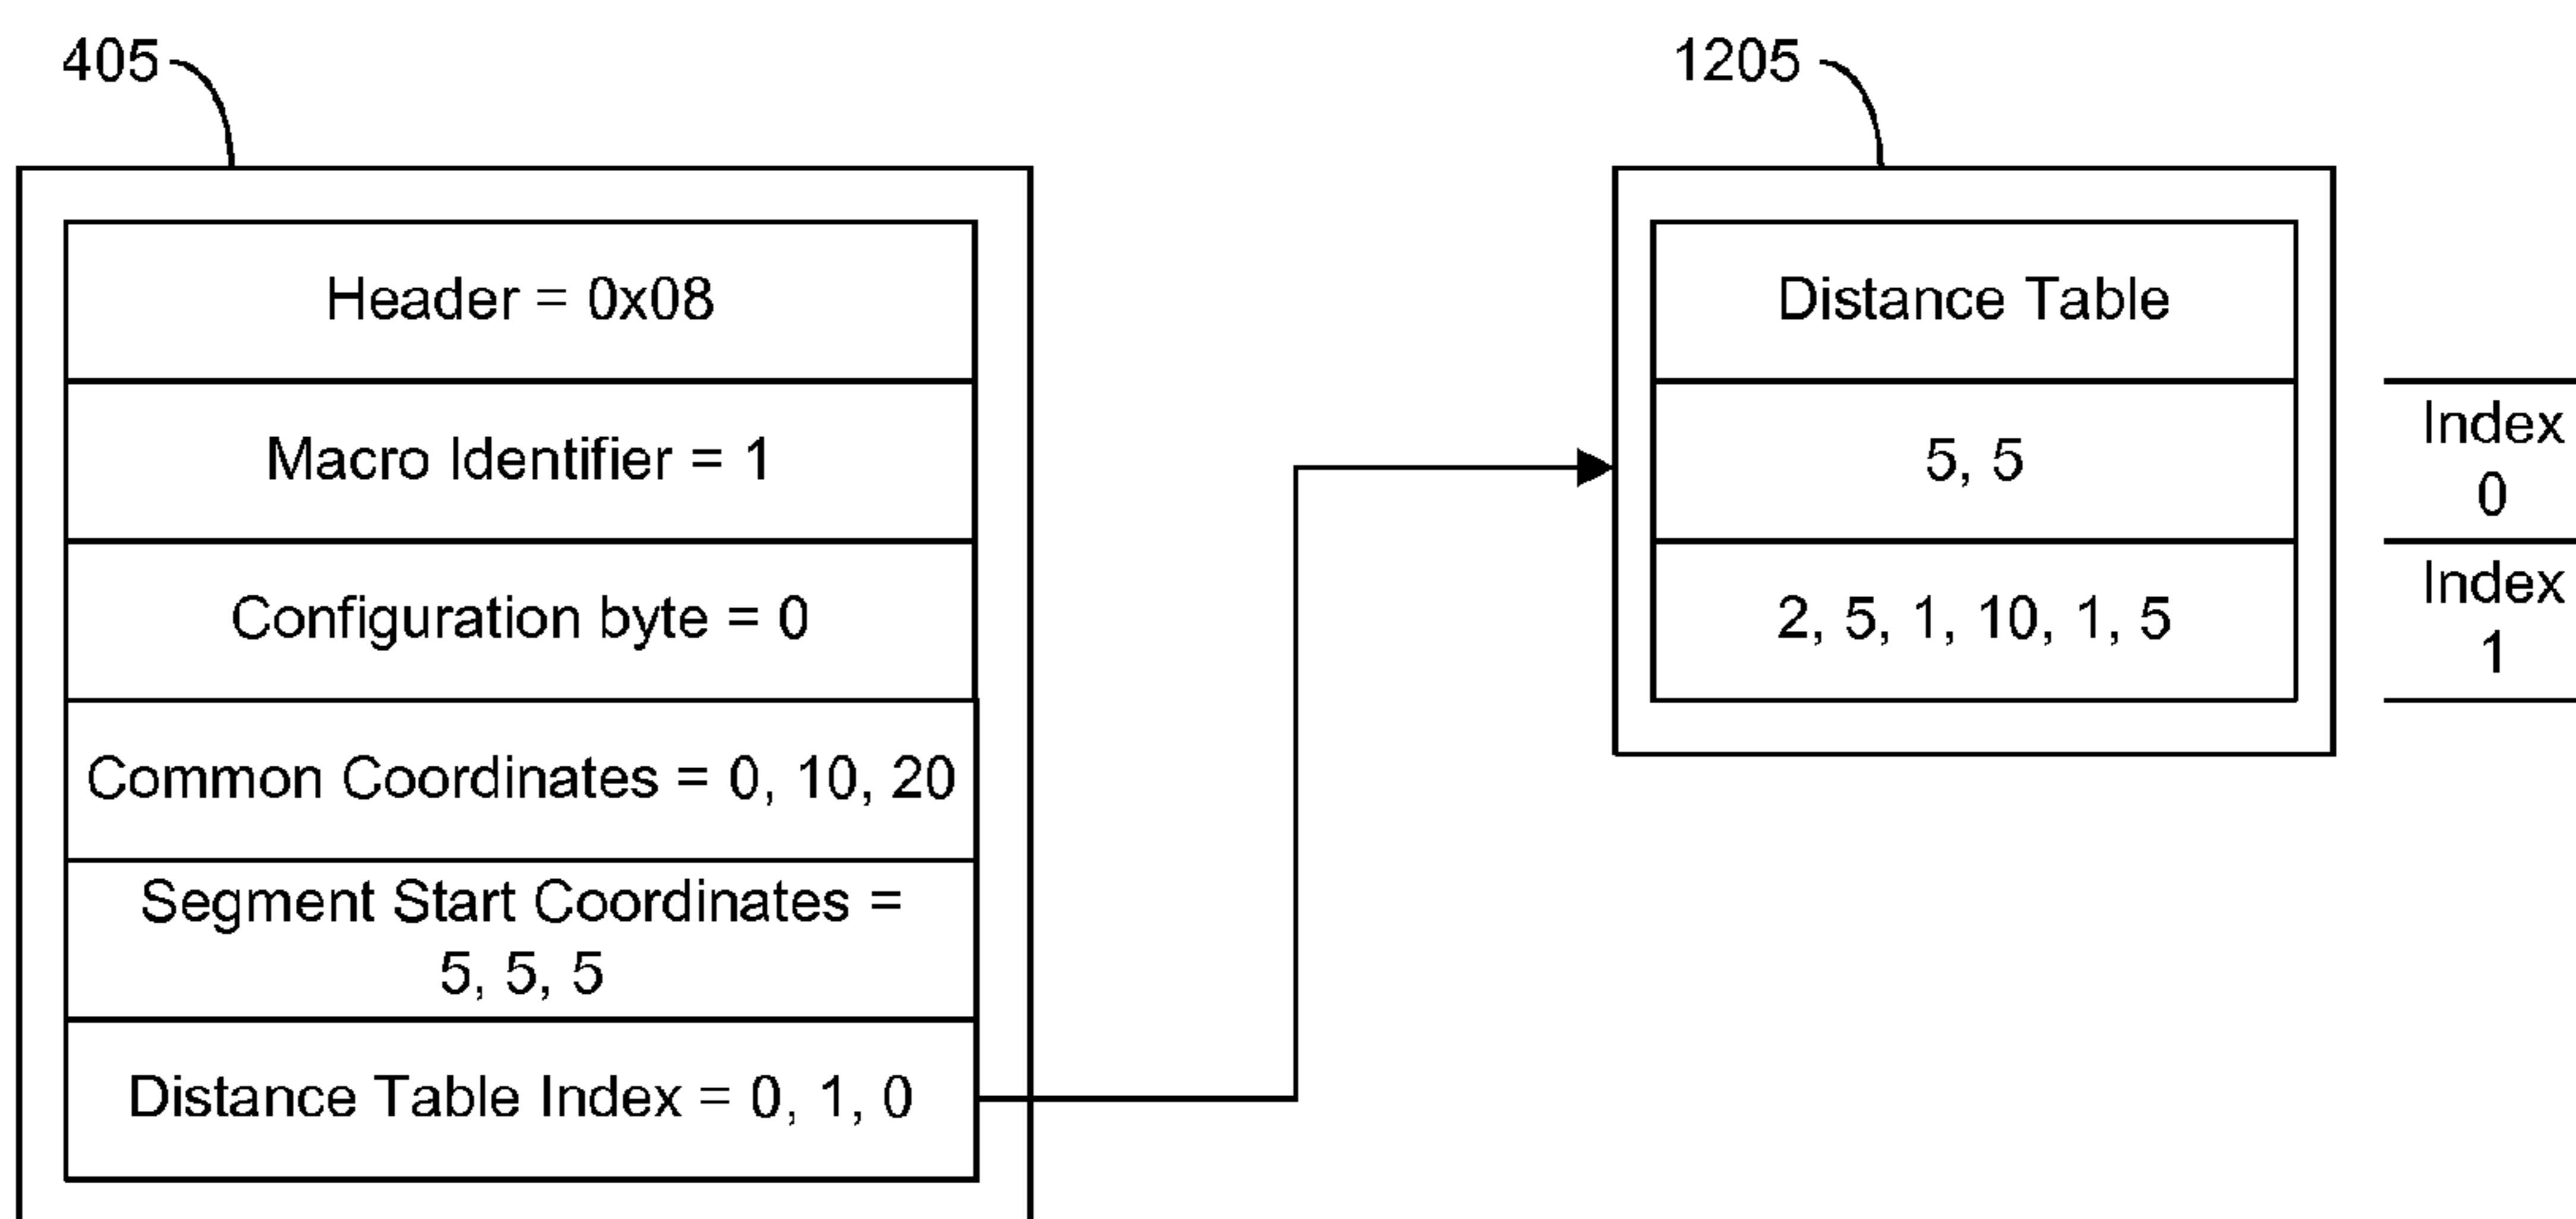 405
Header = 0x08
Macro Identifier = 1
Configuration byte = 0
Common Coordinates = 0, 10, 20
Segment Start Coordinates =
5, 5, 5
Distance Table Index = 0, 1, 0
1205
Distance Table
5, 5
2, 5, 1, 10, 1, 5
Index
0
Index
1